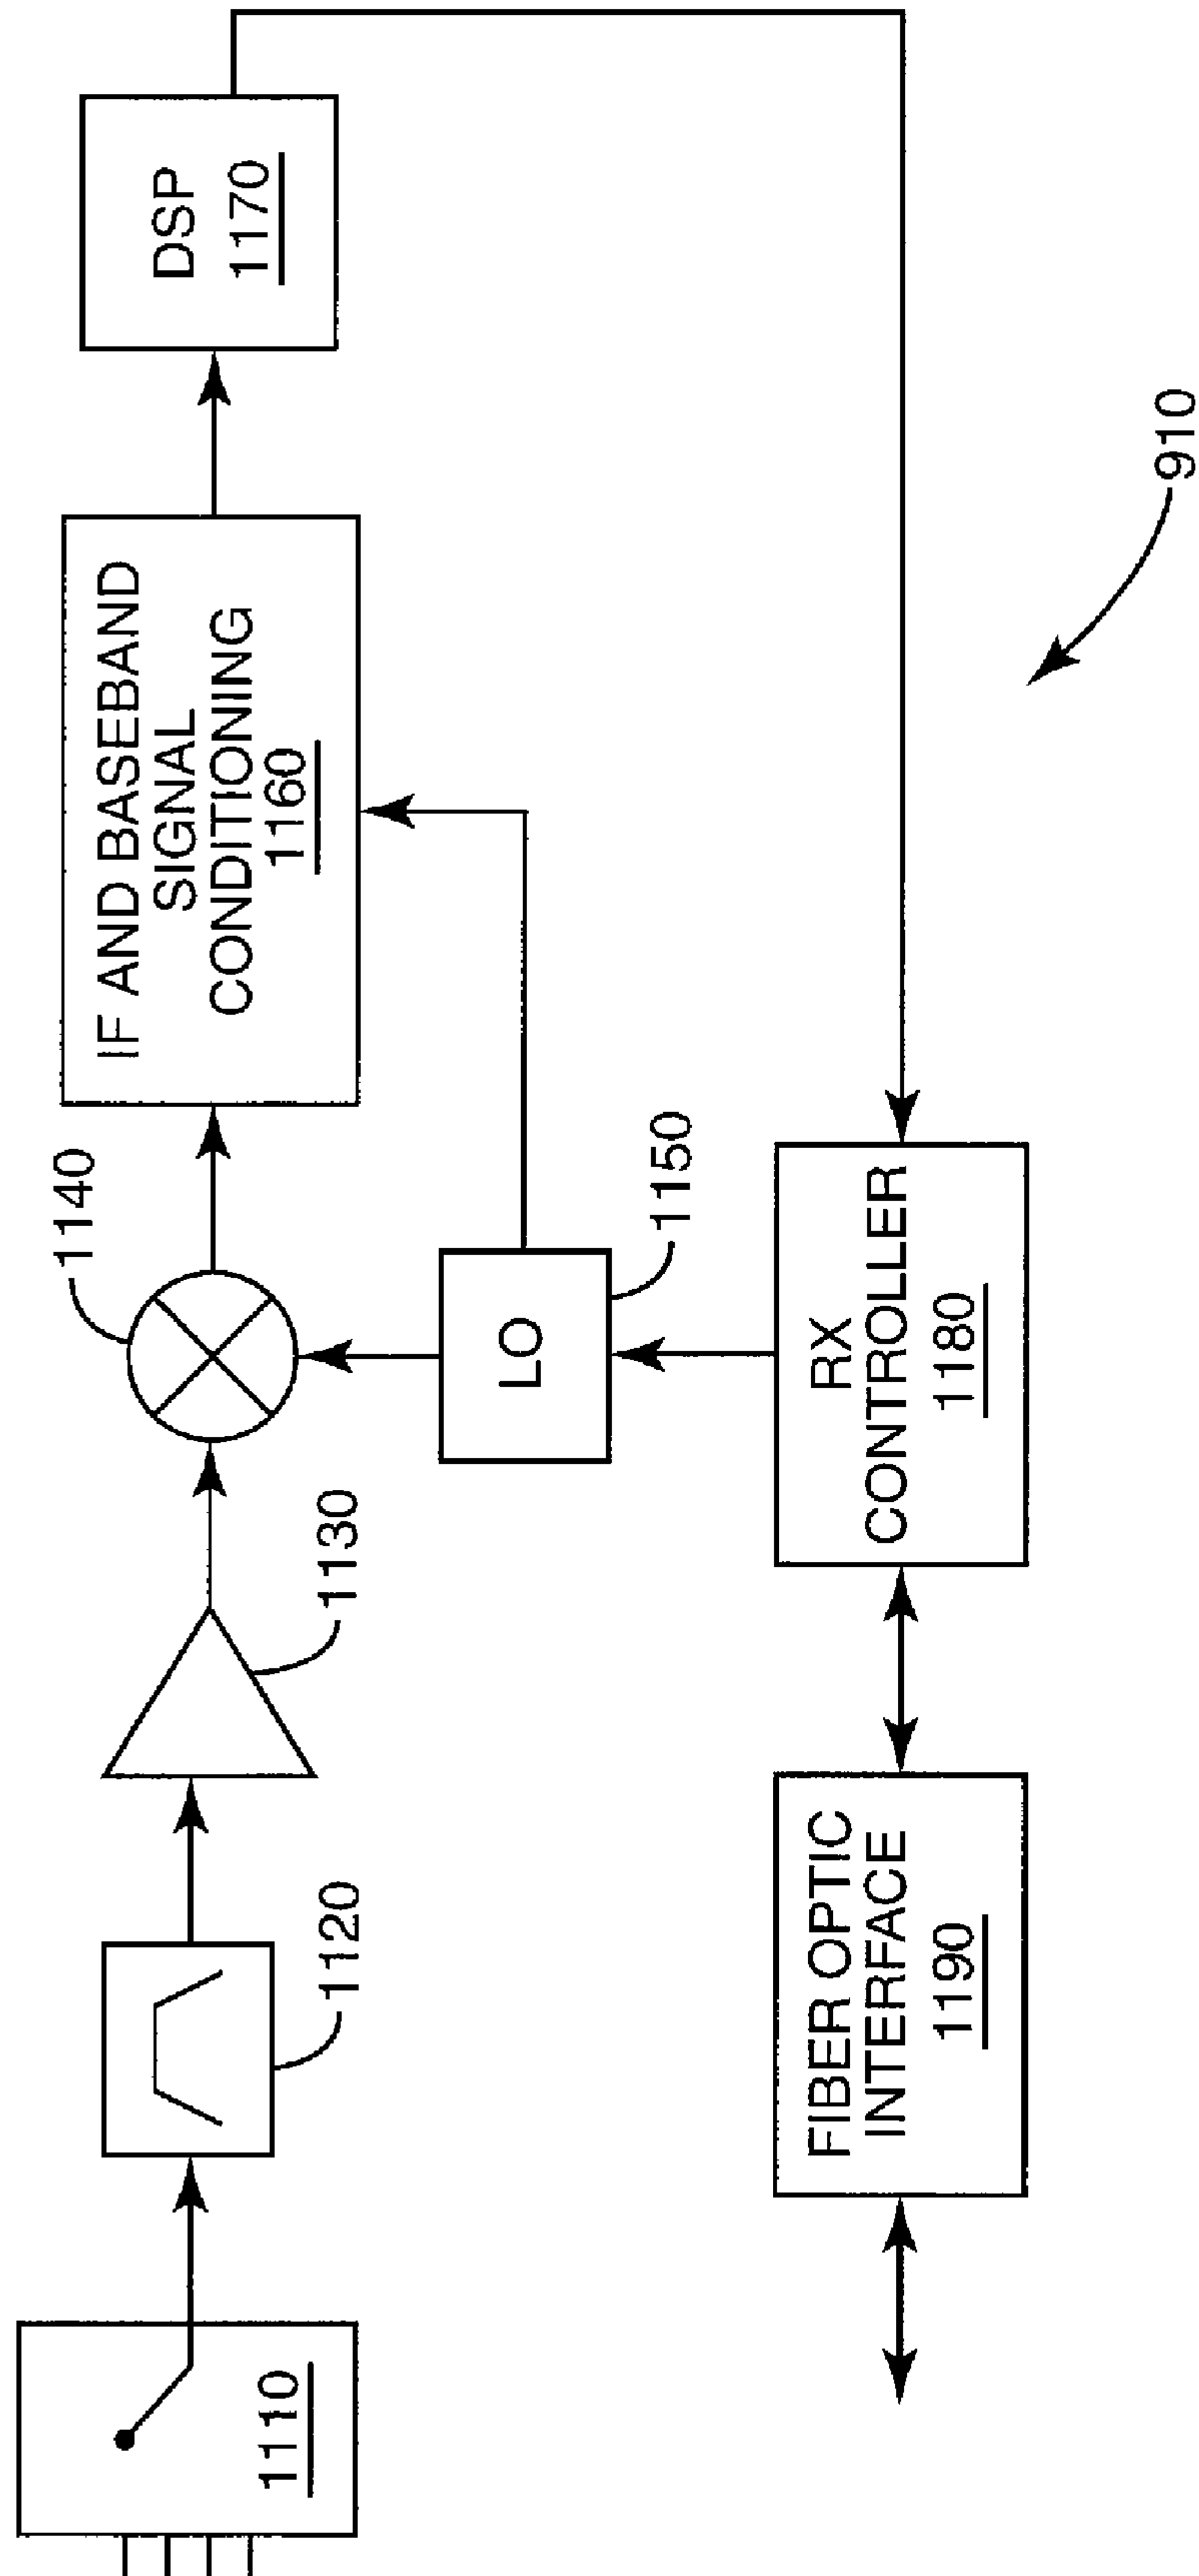 1110
1120
1130
1140
LO
1150
IF AND BASEBAND
SIGNAL
CONDITIONING
1160
DSP
1170
FIBER OPTIC
INTERFACE
1190
RX
CONTROLLER
1180
910